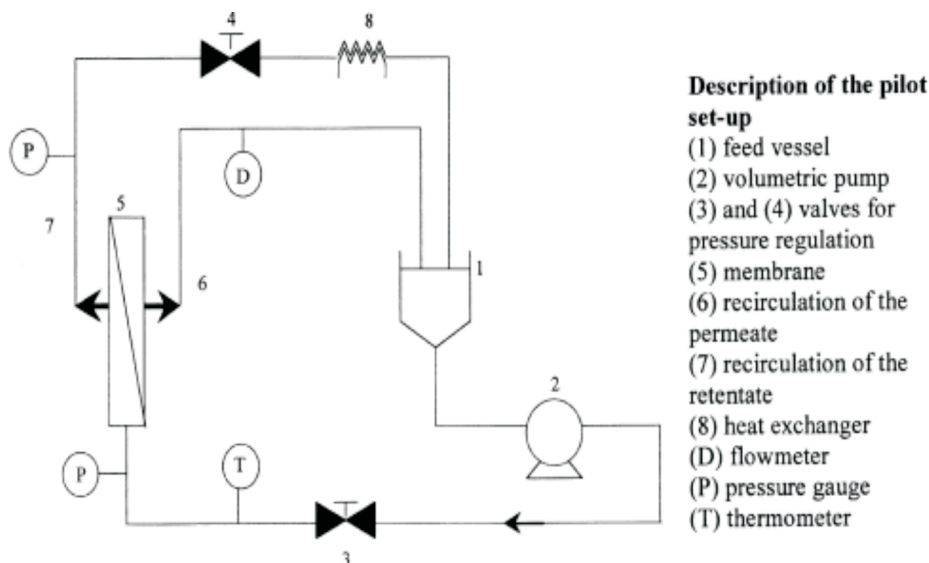 4
8
P
D
5
7
6
1
2
P
T
3
Description of the pilot
set-up
(1) feed vessel
(2) volumetric pump
(3) and (4) valves for
pressure regulation
(5) membrane
(6) recirculation of the
permeate
(7) recirculation of the
retentate
(8) heat exchanger
(D) flowmeter
(P) pressure gauge
(T) thermometer